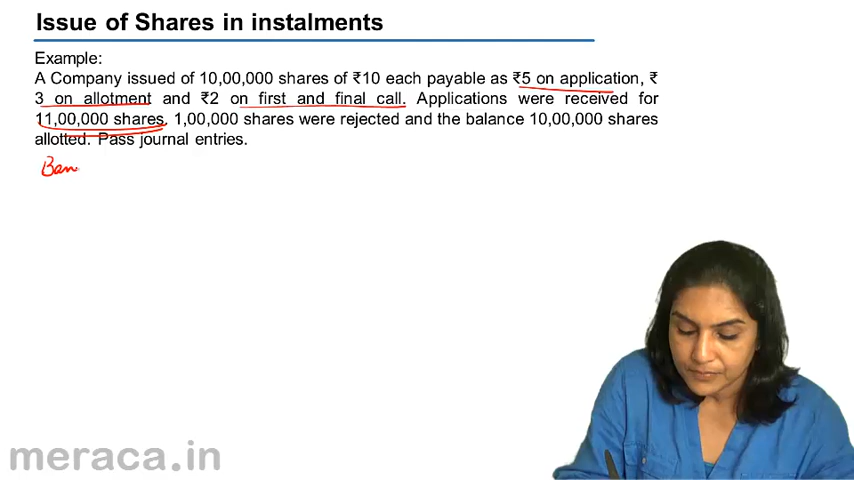 Issue of Shares in instalments
Example:
A Company issued of 10,00,000 shares of ₹10 each payable as ₹5 on application, ₹
3 on allotment and ₹2 on first and final call. Applications were received for
11,00,000 shares. 1,00,000 shares were rejected and the balance 10,00,000 shares
allotted. Pass journal entries.
Ban
meraca.in